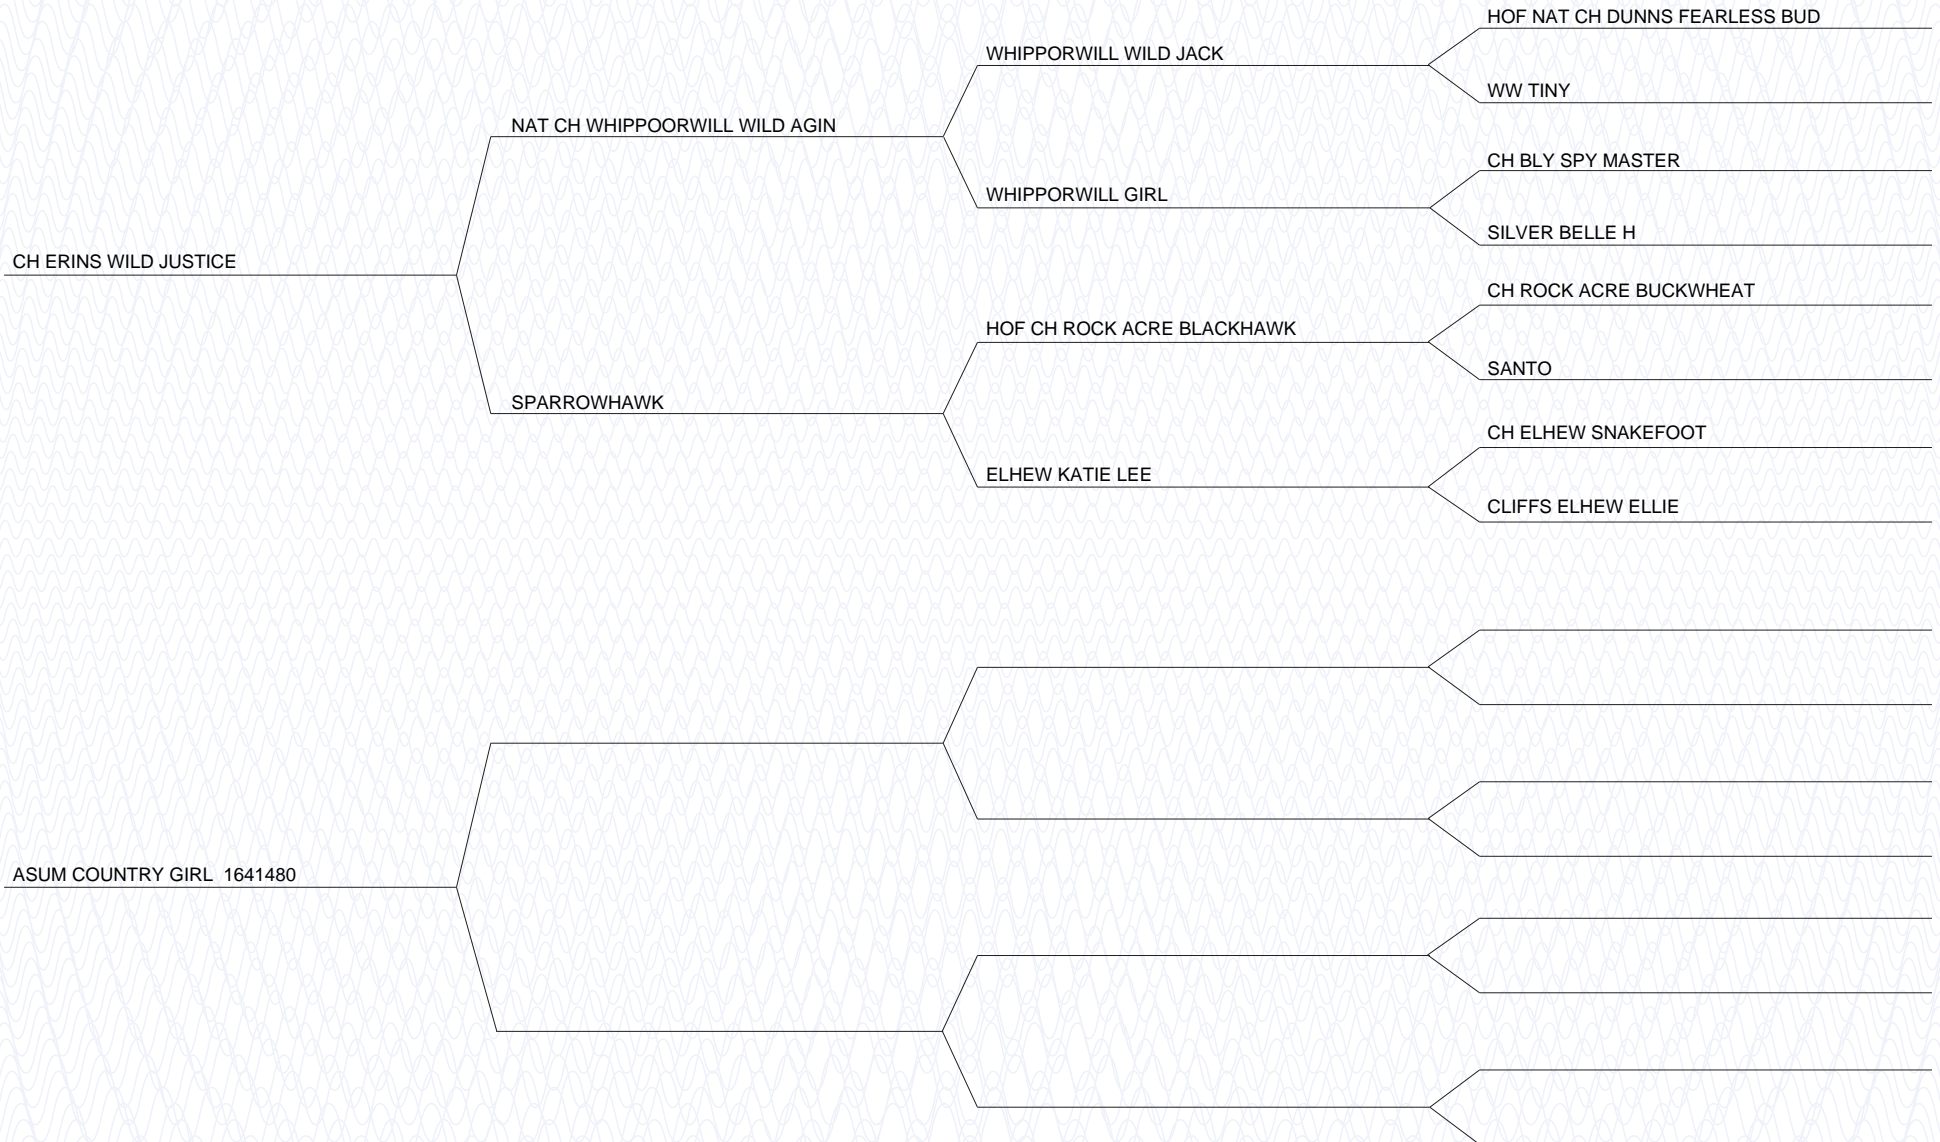 HOF NAT CH DUNNS FEARLESS BUD
WHIPPORWILL WILD JACK
WW TINY
NAT CH WHIPPOORWILL WILD AGIN
CH BLY SPY MASTER
WHIPPORWILL GIRL
SILVER BELLE H
CH ERINS WILD JUSTICE
CH ROCK ACRE BUCKWHEAT
HOF CH ROCK ACRE BLACKHAWK
SANTO
SPARROWHAWK
CH ELHEW SNAKEFOOT
ELHEW KATIE LEE
CLIFFS ELHEW ELLIE
ASUM COUNTRY GIRL  1641480